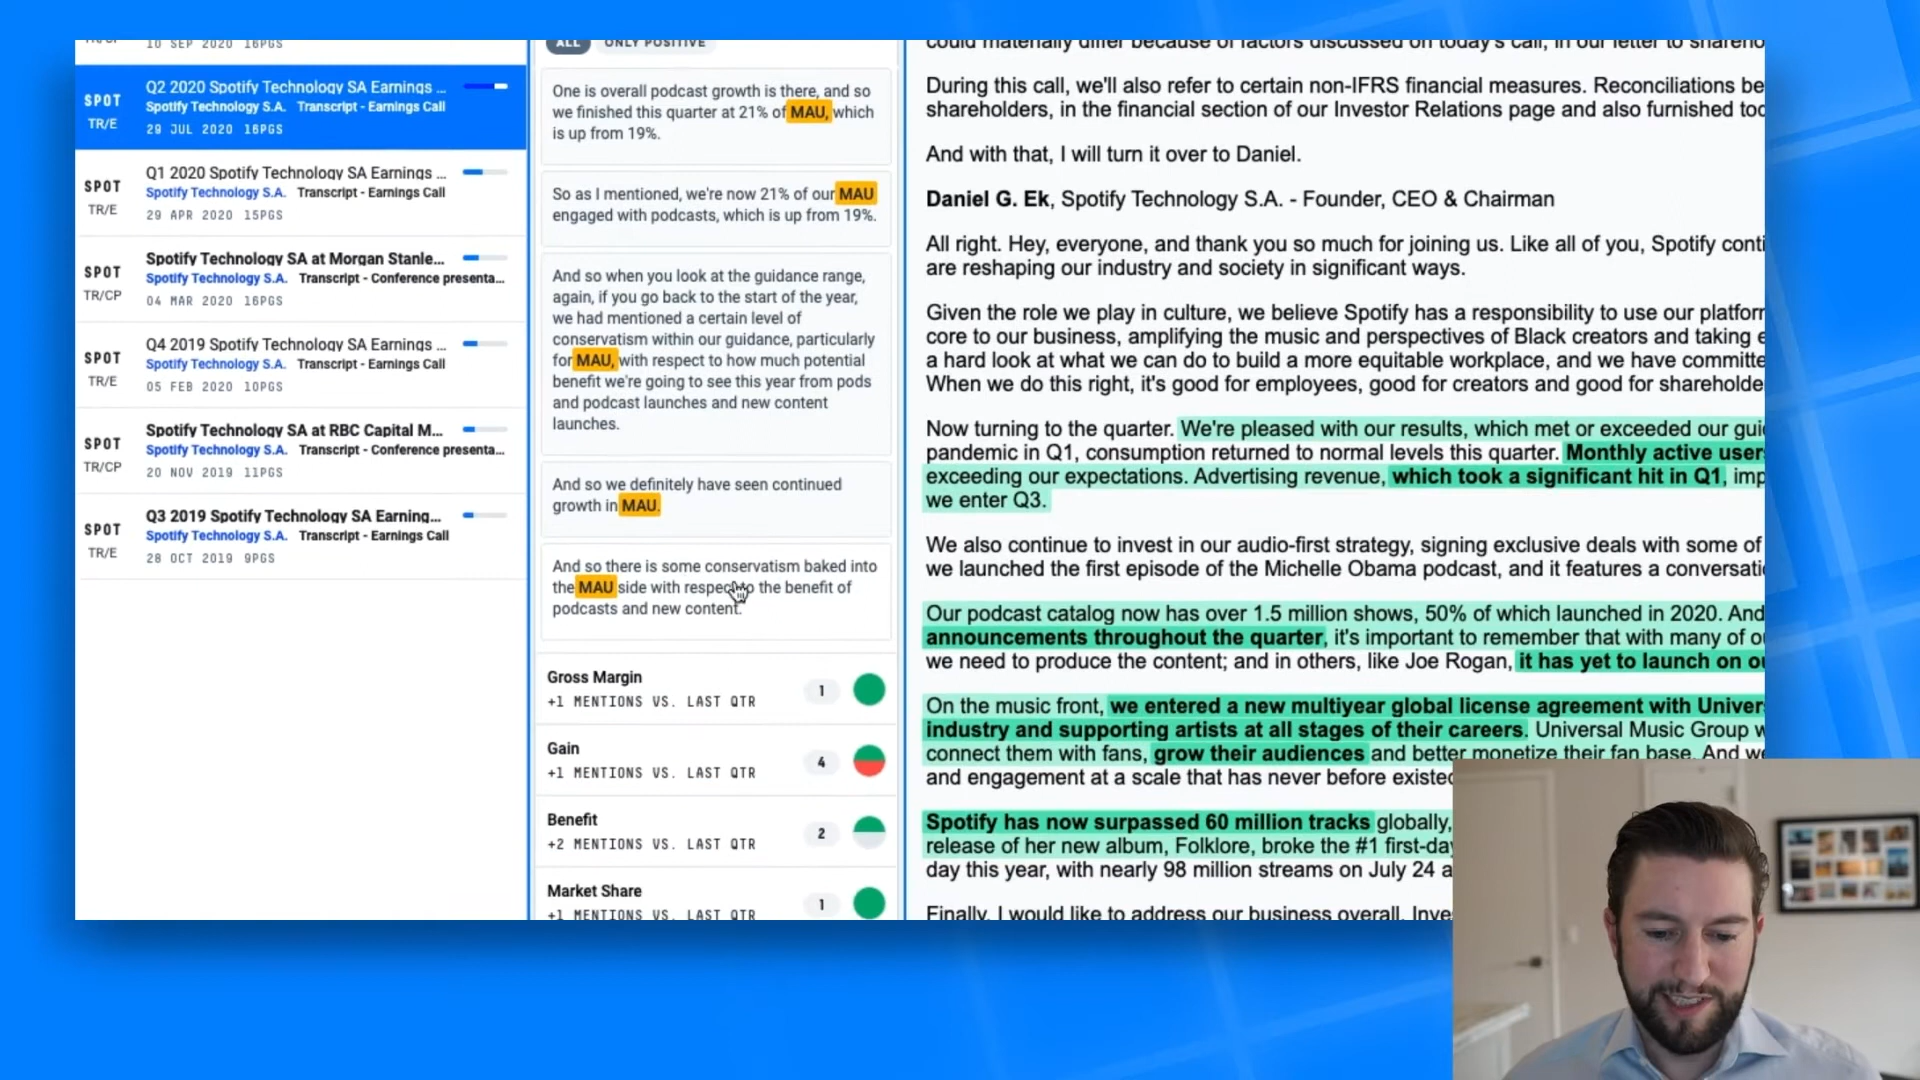 10 SEP 2020 16PGS
SPOT
TR/E
Q2 2020 Spotify Technology SA Earnings ...
Spotify Technology S.A. Transcript - Earnings Call
29 JUL 2020 16PGS
SPOT
TR/E
Q1 2020 Spotify Technology SA Earnings ...
Spotify Technology S.A. Transcript - Earnings Call
29 APR 2020 15PGS
SPOT
TR/CP
Spotify Technology SA at Morgan Stanle...
Spotify Technology S.A. Transcript - Conference presenta...
04 MAR 2020 16PGS
SPOT
TR/E
Q4 2019 Spotify Technology SA Earnings ...
Spotify Technology S.A. Transcript - Earnings Call
05 FEB 2020 10PGS
SPOT
TR/CP
Spotify Technology SA at RBC Capital M...
Spotify Technology S.A. Transcript - Conference presenta...
20 NOV 2019 11PGS
SPOT
TR/E
Q3 2019 Spotify Technology SA Earning...
Spotify Technology S.A. Transcript - Earnings Call
28 OCT 2019 9PGS
ALL ONLY POSITIVE
One is overall podcast growth is there, and so
we finished this quarter at 21% of MAU, which
is up from 19%.
So as I mentioned, we're now 21% of our MAU
engaged with podcasts, which is up from 19%.
And so when you look at the guidance range,
again, if you go back to the start of the year,
we had mentioned a certain level of
conservatism within our guidance, particularly
for MAU, with respect to how much potential
benefit we're going to see this year from pods
and podcast launches and new content
launches.
And so we definitely have seen continued
growth in MAU.
And so there is some conservatism baked into
the MAU side with respect to the benefit of
podcasts and new content.
Gross Margin
+1 MENTIONS VS. LAST QTR
1
Gain
+1 MENTIONS VS. LAST QTR
4
Benefit
+2 MENTIONS VS. LAST QTR
2
Market Share
+1 MENTIONS VS. LAST QTR
1
could materially differ because of factors discussed on today's call, in our letter to shareho
During this call, we'll also refer to certain non-IFRS financial measures. Reconciliations be
shareholders, in the financial section of our Investor Relations page and also furnished too
And with that, I will turn it over to Daniel.
Daniel G. Ek, Spotify Technology S.A. - Founder, CEO & Chairman
All right. Hey, everyone, and thank you so much for joining us. Like all of you, Spotify conti
are reshaping our industry and society in significant ways.
Given the role we play in culture, we believe Spotify has a responsibility to use our platfor
core to our business, amplifying the music and perspectives of Black creators and taking
a hard look at what we can do to build a more equitable workplace, and we have committe
When we do this right, it's good for employees, good for creators and good for shareholde
Now turning to the quarter. We're pleased with our results, which met or exceeded our gui
pandemic in Q1, consumption returned to normal levels this quarter. Monthly active user
exceeding our expectations. Advertising revenue, which took a significant hit in Q1, imp
we enter Q3.
We also continue to invest in our audio-first strategy, signing exclusive deals with some of
we launched the first episode of the Michelle Obama podcast, and it features a conversati
Our podcast catalog now has over 1.5 million shows, 50% of which launched in 2020. And
announcements throughout the quarter, it's important to remember that with many of o
we need to produce the content; and in others, like Joe Rogan, it has yet to launch on o
On the music front, we entered a new multiyear global license agreement with Univer
industry and supporting artists at all stages of their careers. Universal Music Group
connect them with fans, grow their audiences and better monetize their fan base. And we
and engagement at a scale that has never before existed
Spotify has now surpassed 60 million tracks globally,
release of her new album, Folklore, broke the #1 first-day
day this year, with nearly 98 million streams on July 24 a
Finally, I would like to address our business overall. Inve